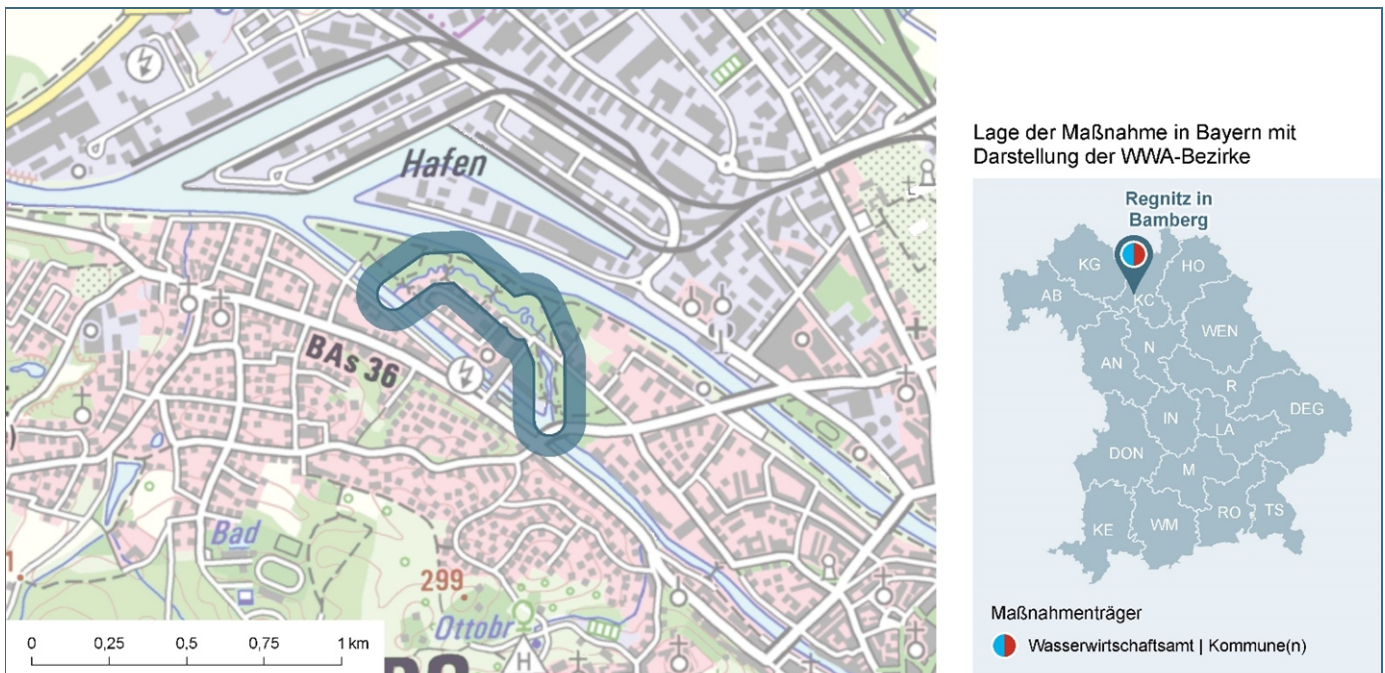 Hafen
BAs 36
Bad
299
1
Ottobr
H
0 0,25 0,5 0,75 1 km
Lage der Maßnahme in Bayern mit
Darstellung der WWA-Bezirke
Regnitz in
Bamberg
KG
HO
AB
KC
WEN
N
AN
R
DEG
IN
LA
DON
M
RO
TS
KE
WM
Maßnahmenträger
Wasserwirtschaftsamt | Kommune(n)